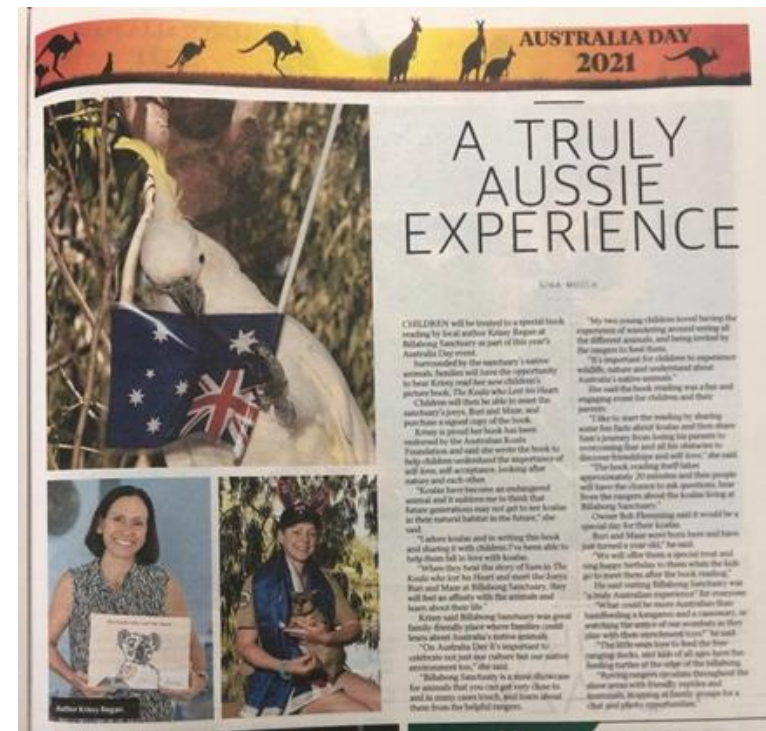 AUSTRALIA DAY
2021
A TRULY
AUSSIE
EXPERIENCE
CHILDREN will be treated to a special book
reading by local author Krissy Regan at
Billabong Sanctuary as part of this year's
Australia Day event.
Surrounded by the sanctuary's native
animals, families will have the opportunity
to hear Krissy read her new children's
picture book, The Koala who Lost his Heart.
Children will then be able to meet the
sanctuary's joeys, Burt and Maze, and
purchase a signed copy of the book.
Krissy is proud her book has been
endorsed by the Australian Koala
Foundation and said she wrote the book to
help children understand the importance of
self-love, self acceptance, looking after
nature and each other.
"Koalas have become an endangered
animal and it saddens me to think that
future generations may not get to see koalas
in their natural habitat in the future," she
said.
"I adore koalas and in writing this book
and sharing it with children I've been able to
help them fall in love with koalas.
"When they hear the story of Sam in The
Koala who lost his Heart and meet the joeys
Burt and Maze at Billabong Sanctuary, they
will feel an affinity with the animals and
learn about their life."
Krissy said Billabong Sanctuary was great
family-friendly place where families could
learn about Australia's native animals.
"On Australia Day it's important to
celebrate not just our culture but our native
environment too," she said.
"Billabong Sanctuary is a most showcase
for animals that you can get very close to
and in many cases touch, and learn about
them from the helpful rangers.
"My two young children loved having the
experience of wandering around seeing all
the different animals, and being invited by
the rangers to feed them.
"It's important for children to experience
wildlife, nature and understand about
Australia's native animals."
She said the book reading was a fun and
engaging event for children and their
parents.
"I like to start the reading by sharing
some fun facts about koalas and then share
Sam's journey from losing his parents to
overcoming fear and all his obstacles to
discover friendships and self love," she said.
"The book reading itself takes
approximately 20 minutes and then people
will have the chance to ask questions, hear
from the rangers about the koalas living at
Billabong Sanctuary."
Owner Bob Flemming said it would be a
special day for their koalas.
Burt and Maze were born here and have
just turned a year old," he said.
"We will offer them a special treat and
sing happy birthday to them whilst the kids
go to meet them after the book reading."
He said visiting Billabong Sanctuary was
"a truly Australian experience" for everyone.
"What could be more Australian than
handfeeding a kangaroo and a cassowary, or
watching the antics of our wombats as they
play with their enrichment toys?" he said.
"The little ones love to feed the free
roaming ducks, and kids of all ages have fun
feeding turtles at the edge of the billabong.
"Roving rangers circulate throughout the
show areas with friendly reptiles and
mammals, stopping at family groups for a
chat and photo opportunities."
Author Krissy Regan.